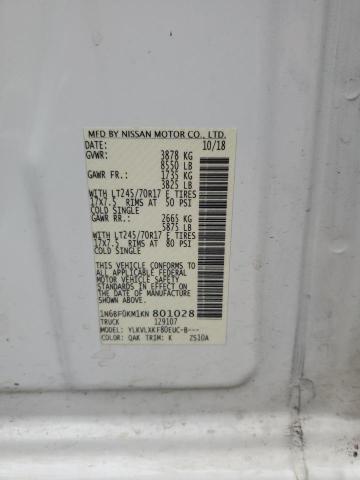 MFD BY NISSAN MOTOR CO., LTD.
DATE: 10/18
GVWR: 3878 KG
8550 LB
GAWR FR.: 1735 KG
3825 LB
WITH LT245/70R17 E TIRES
17X7.5 RIMS AT 50 PSI
COLD SINGLE
GAWR RR.: 2665 KG
5875 LB
WITH LT245/70R17 E TIRES
17X7.5 RIMS AT 80 PSI
COLD SINGLE
THIS VEHICLE CONFORMS TO ALL
APPLICABLE FEDERAL MOTOR
VEHICLE SAFETY
STANDARDS IN EFFECT
ON THE DATE OF MANUFACTURE
SHOWN ABOVE.
1N6BF0KM1KN 801028
TRUCK 129107
MODEL: YLKVLXKF80EUC-B---
COLOR: QAK TRIM: K ZS10A